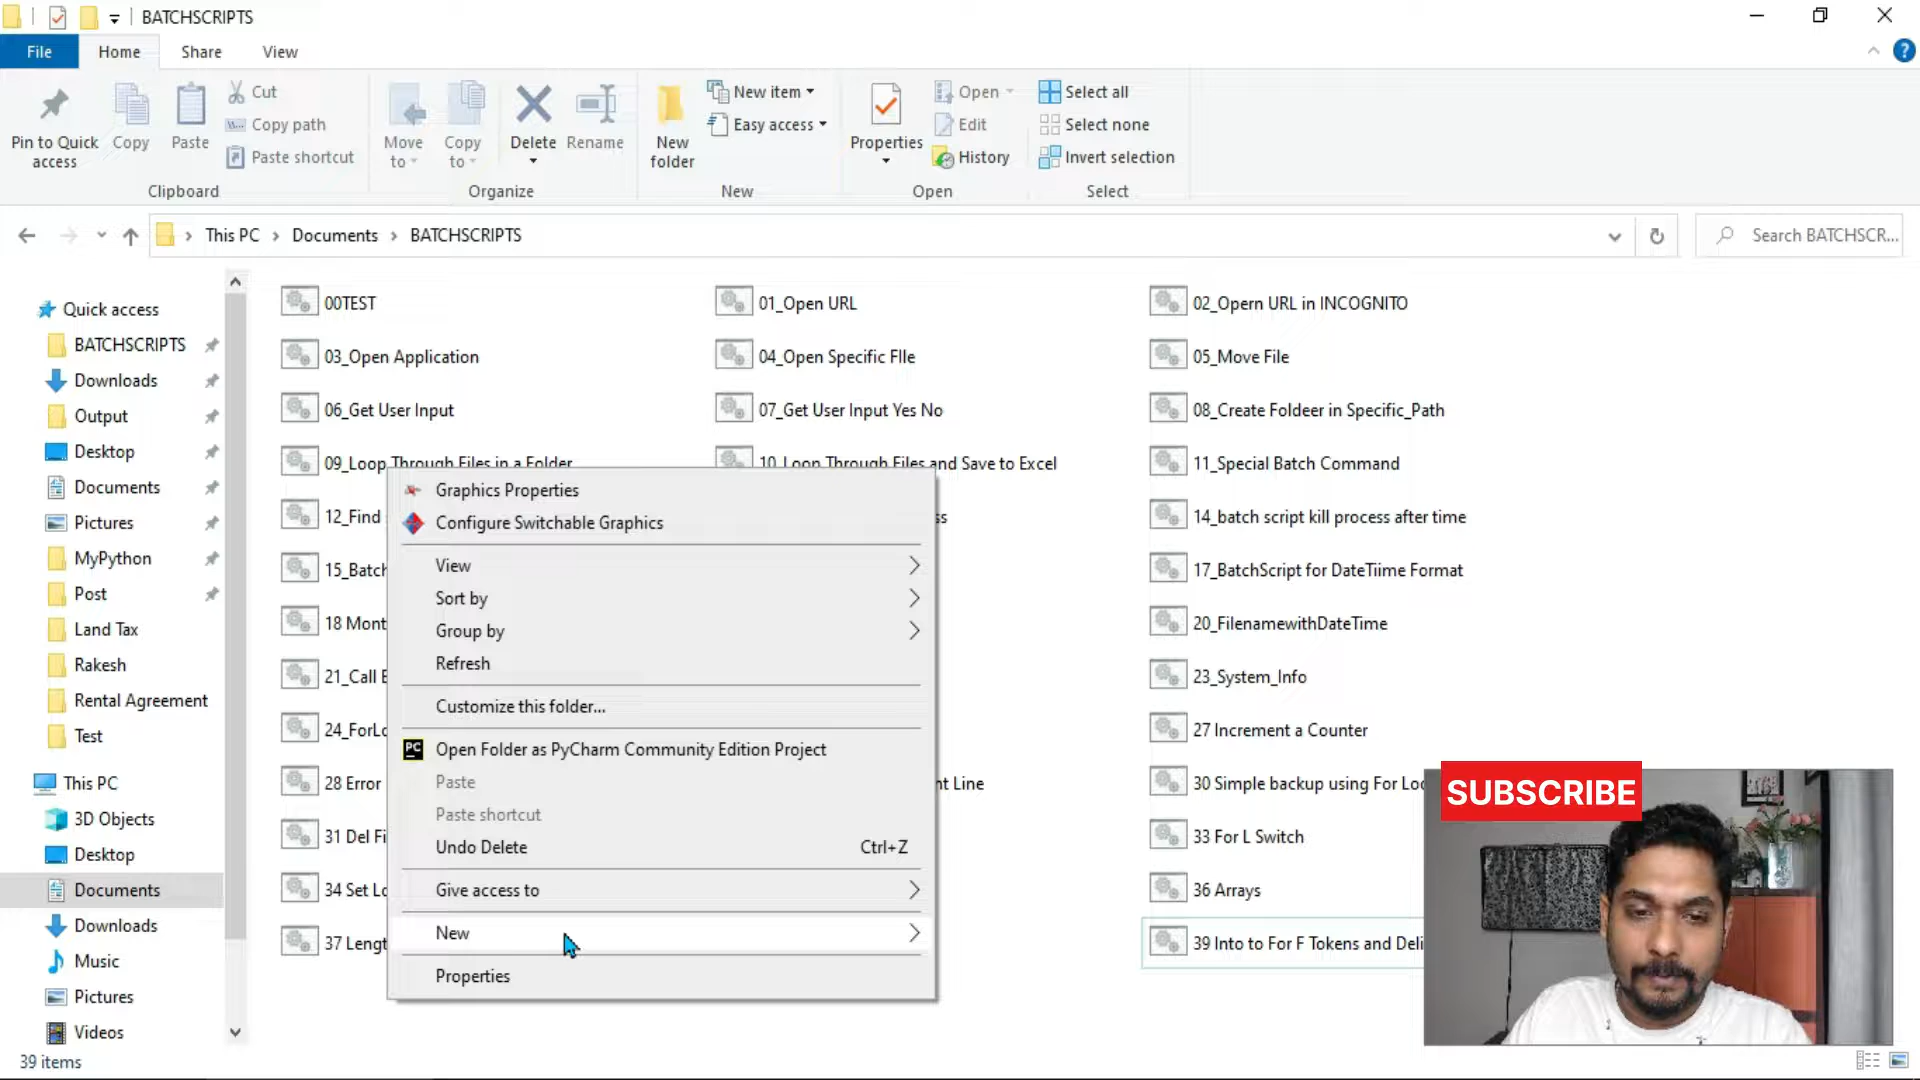 BATCHSCRIPTS
File Home Share View
Pin to Quick access
Copy
Paste
Cut
Copy path
Paste shortcut
Clipboard
Move to
Copy to
Delete
Rename
Organize
New folder
New item
Easy access
New
Properties
Open
Edit
History
Open
Select all
Select none
Invert selection
Select
This PC > Documents > BATCHSCRIPTS
Search BATCHSCR...
Quick access
BATCHSCRIPTS
Downloads
Output
Desktop
Documents
Pictures
MyPython
Post
Land Tax
Rakesh
Rental Agreement
Test
This PC
3D Objects
Desktop
Documents
Downloads
Music
Pictures
Videos
39 items
00TEST
01_Open URL
02_Opern URL in INCOGNITO
03_Open Application
04_Open Specific FIle
05_Move File
06_Get User Input
07_Get User Input Yes No
08_Create Foldeer in Specific_Path
09_Loop Through Files in a Folder
10_Loop Through Files and Save to Excel
11_Special Batch Command
12_Find
ss
14_batch script kill process after time
15_Batch
17_BatchScript for DateTiime Format
18 Mont
20_FilenamewithDateTime
21_Call
23_System_Info
24_ForLo
27 Increment a Counter
28 Error
nt Line
30 Simple backup using For Loo
31 Del Fi
33 For L Switch
34 Set Lo
36 Arrays
37 Lengt
39 Into to For F Tokens and Deli
Graphics Properties
Configure Switchable Graphics
View
Sort by
Group by
Refresh
Customize this folder...
PC Open Folder as PyCharm Community Edition Project
Paste
Paste shortcut
Undo Delete Ctrl+Z
Give access to
New
Properties
SUBSCRIBE